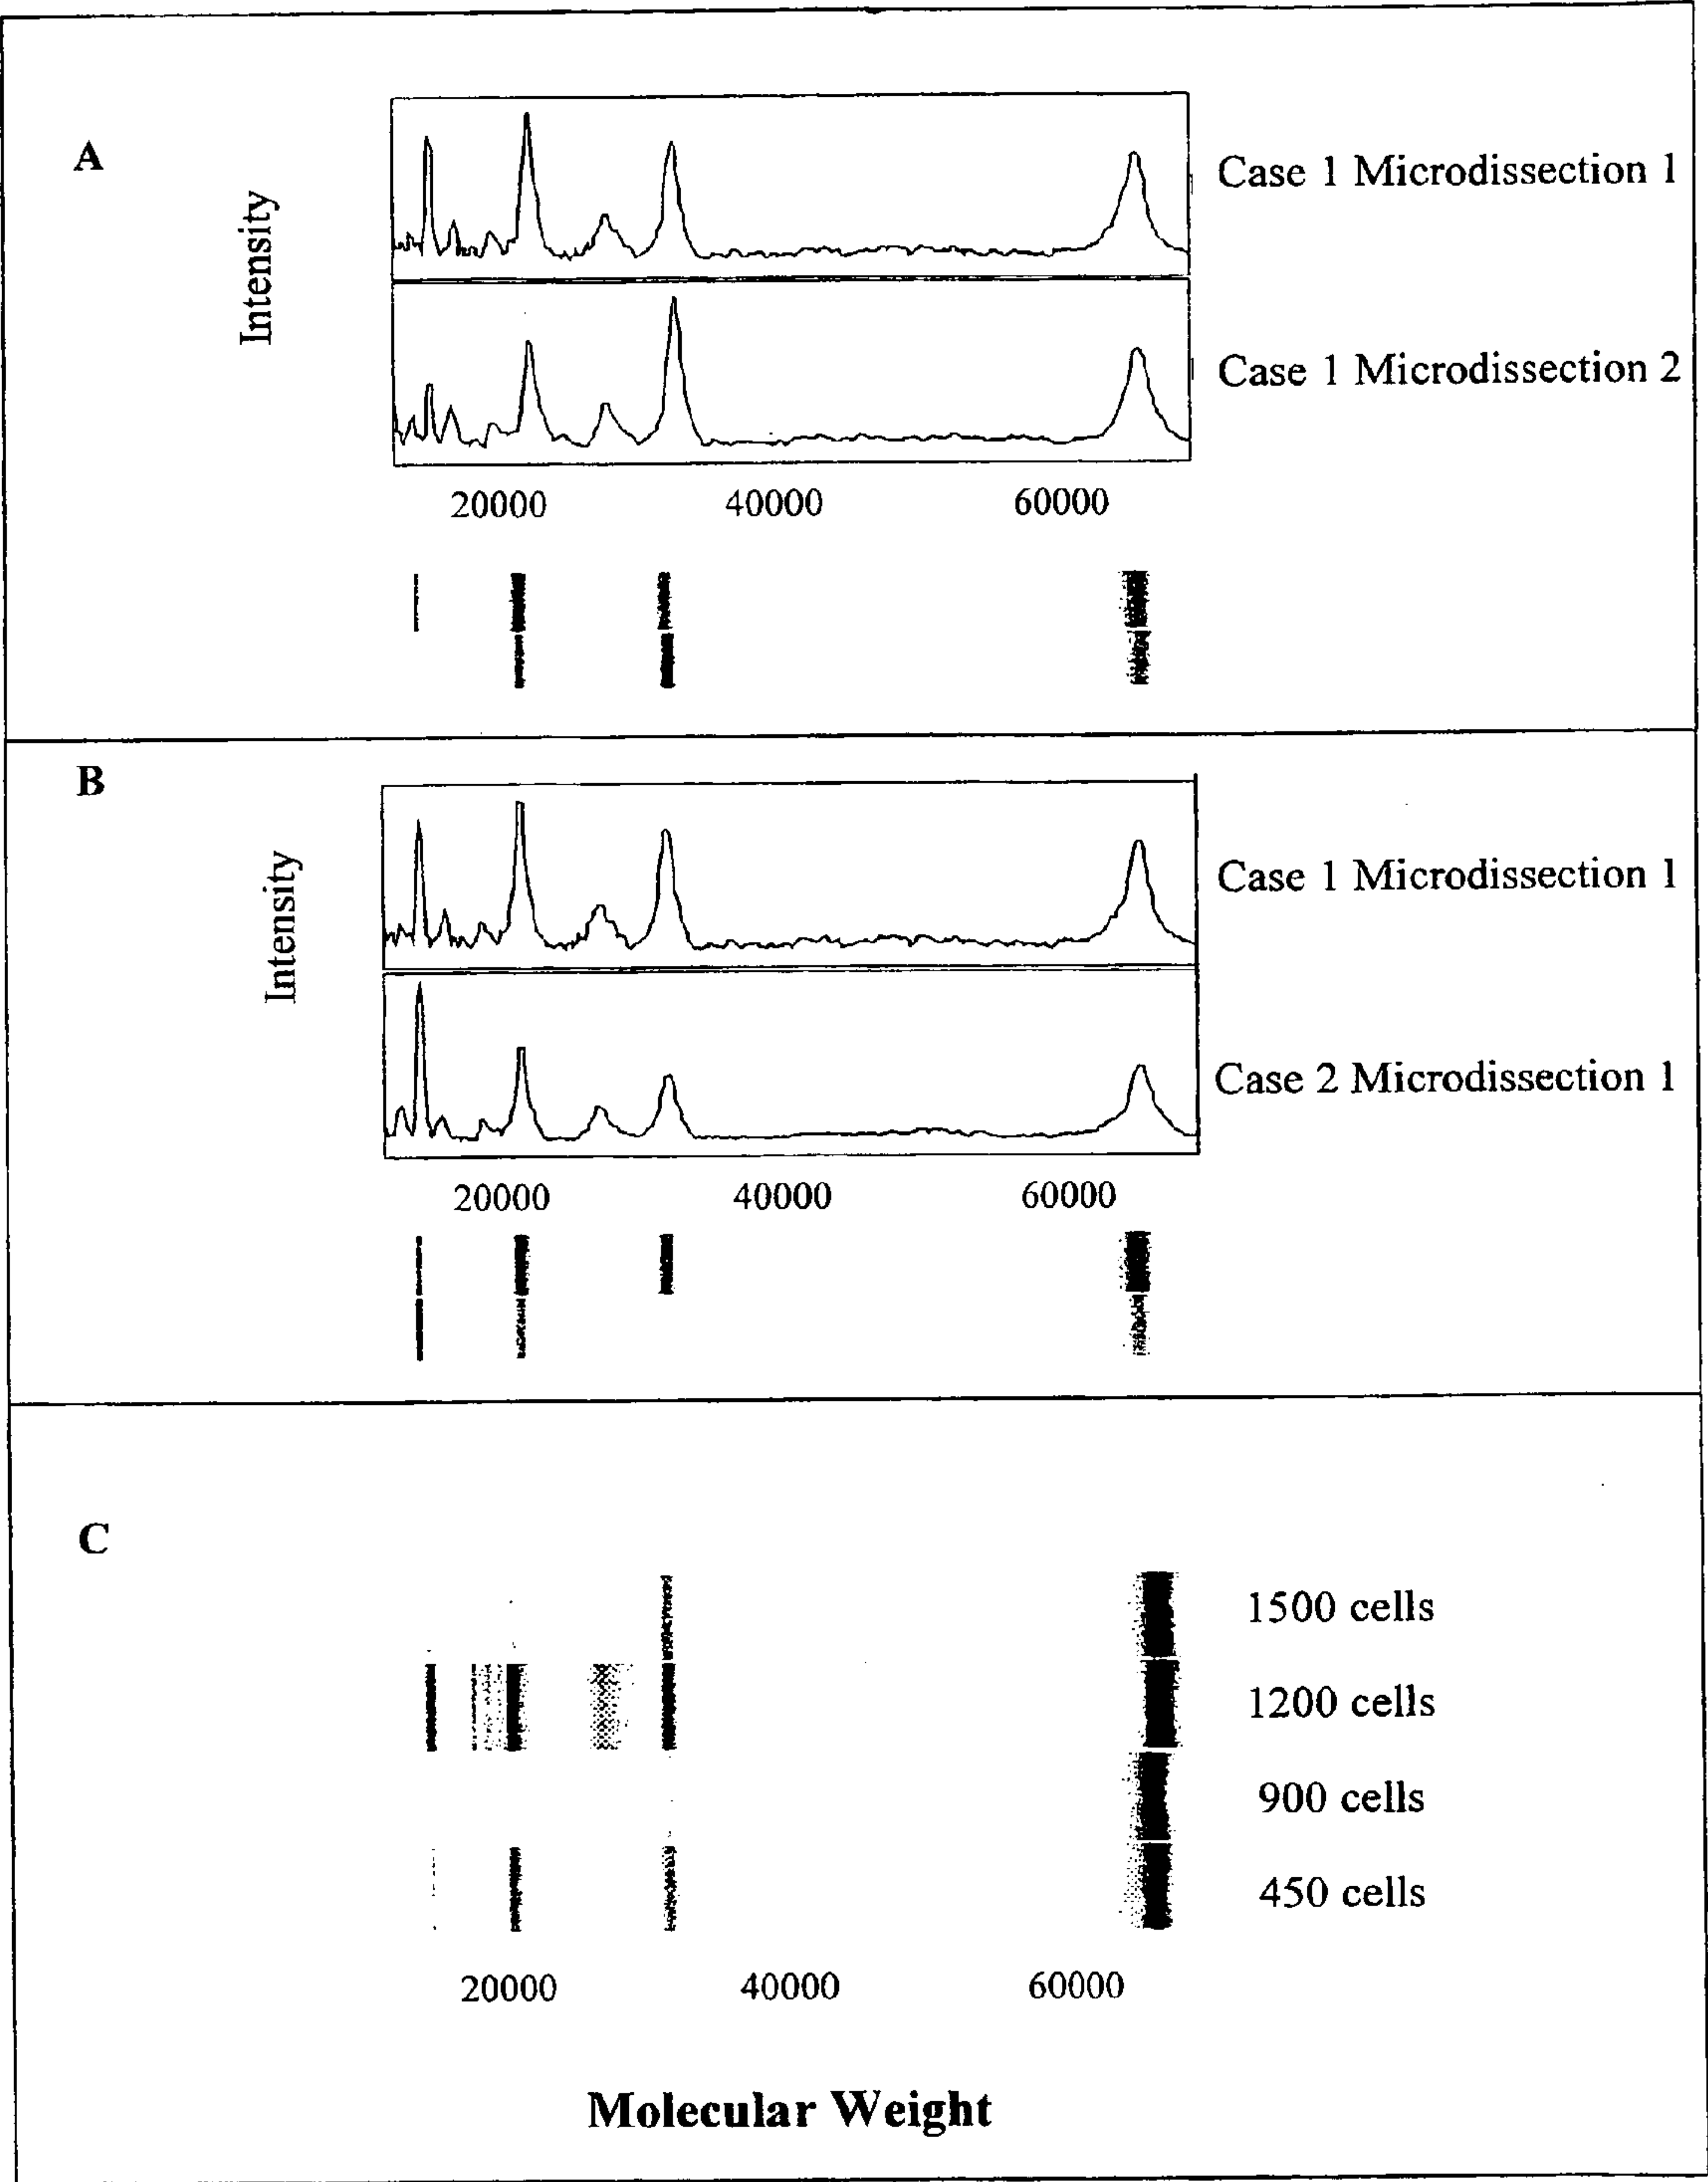 A
Intensity
Case 1 Microdissection 1
Case 1 Microdissection 2
20000 40000 60000
B
Intensity
Case 1 Microdissection 1
Case 2 Microdissection 1
20000 40000 60000
C
1500 cells
1200 cells
900 cells
450 cells
20000 40000 60000
Molecular Weight